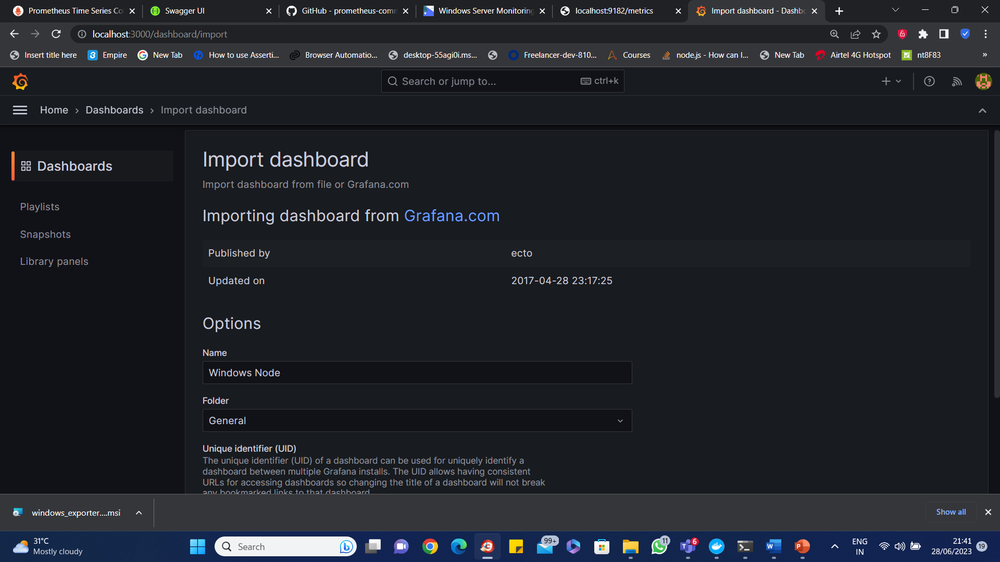 Prometheus Time Series Co
Swagger UI
GitHub - prometheus-comm
Windows Server Monitoring
localhost:9182/metrics
Import dashboard - Dashbo
localhost:3000/dashboard/import
Insert title here
Empire
New Tab
How to use Asserti...
Browser Automatio...
desktop-55agi0i.ms...
Freelancer-dev-810...
Courses
node.js - How can I...
New Tab
Airtel 4G Hotspot
nt8F83
»
Search or jump to...
ctrl+k
Home › Dashboards › Import dashboard
Dashboards
Playlists
Snapshots
Library panels
Import dashboard
Import dashboard from file or Grafana.com
Importing dashboard from Grafana.com
Published by ecto
Updated on 2017-04-28 23:17:25
Options
Name
Windows Node
Folder
General
Unique identifier (UID)
The unique identifier (UID) of a dashboard can be used for uniquely identify a
dashboard between multiple Grafana installs. The UID allows having consistent
URLs for accessing dashboards so changing the title of a dashboard will not break
any bookmarked links to that dashboard.
windows_exporter....msi
Show all
31°C
Mostly cloudy
Search
99+
11
6
ENG
IN
21:41
28/06/2023
19